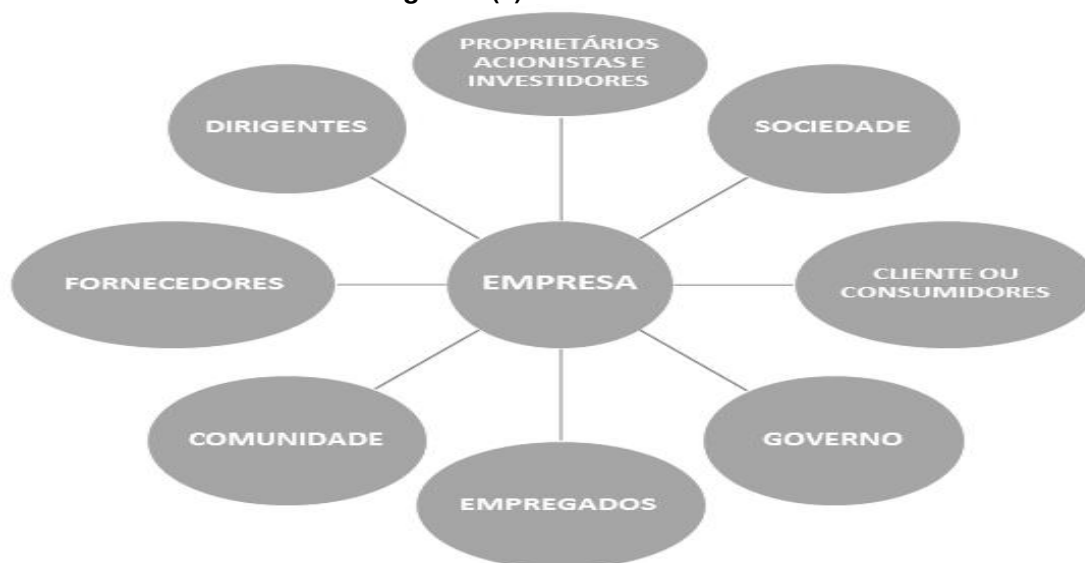 PROPRIETÁRIOS
ACIONISTAS E
INVESTIDORES
DIRIGENTES
SOCIEDADE
FORNECEDORES
EMPRESA
CLIENTE OU
CONSUMIDORES
COMUNIDADE
GOVERNO
EMPREGADOS